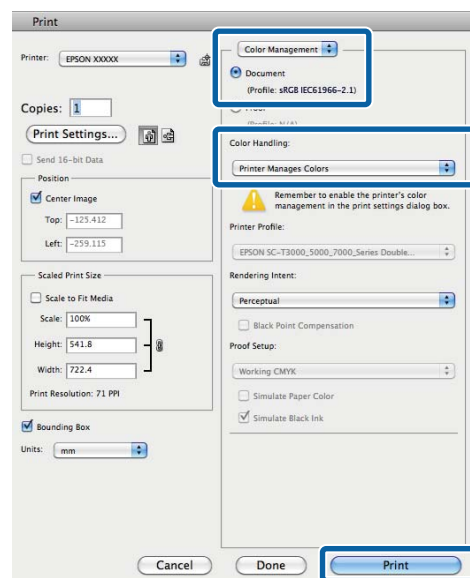 Print
Printer: EPSON XXXXX
Copies: 1
Print Settings...
Send 16-bit Data
Position
Center Image
Top: -125.412
Left: -259.115
Scaled Print Size
Scale to Fit Media
Scale: 100%
Height: 541.8
Width: 722.4
Print Resolution: 71 PPI
Bounding Box
Units: mm
Color Management
Document
(Profile: sRGB IEC61966-2.1)
Color Handling:
Printer Manages Colors
Remember to enable the printer's color
management in the print settings dialog box.
Printer Profile:
EPSON SC-T3000_5000_7000_Series Double...
Rendering Intent:
Perceptual
Black Point Compensation
Proof Setup:
Working CMYK
Simulate Paper Color
Simulate Black Ink
Cancel
Done
Print